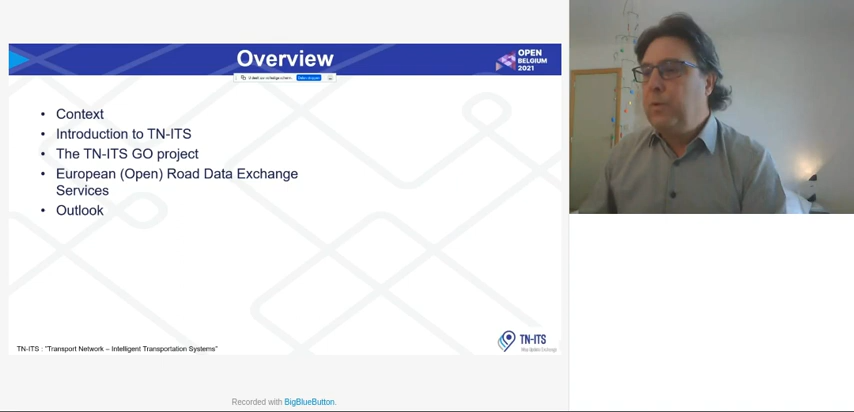 Overview
OPEN
BELGIUM
2021
• Context
• Introduction to TN-ITS
• The TN-ITS GO project
• European (Open) Road Data Exchange
Services
• Outlook
TN-ITS
TN-ITS : "Transport Network – Intelligent Transportation Systems"
Recorded with BigBlueButton.